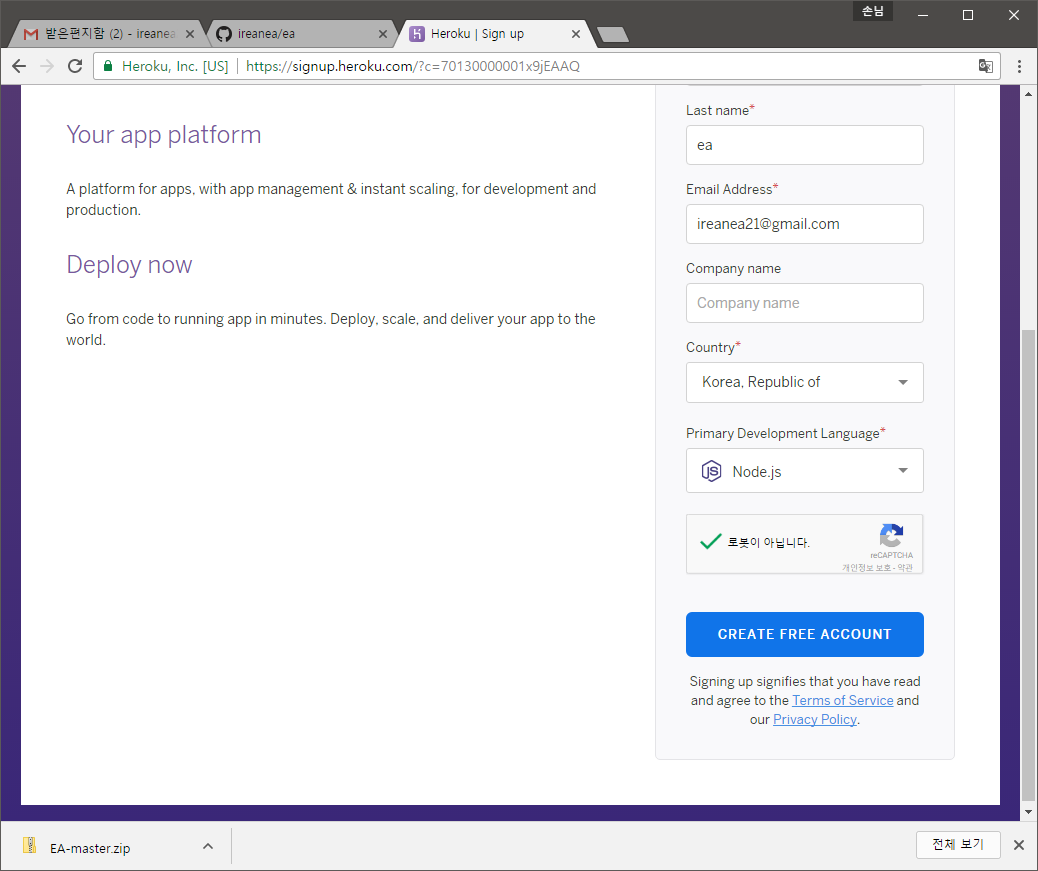 손님
받은편지함 (2) - ireanea
ireanea/ea
Heroku | Sign up
Heroku, Inc. [US]
https://signup.heroku.com/?c=70130000001x9jEAAQ
Your app platform
A platform for apps, with app management & instant scaling, for development and
production.
Deploy now
Go from code to running app in minutes. Deploy, scale, and deliver your app to the
world.
Last name*
ea
Email Address*
ireanea21@gmail.com
Company name
Company name
Country*
Korea, Republic of
Primary Development Language*
Node.js
로봇이 아닙니다.
reCAPTCHA
개인정보 보호 - 약관
CREATE FREE ACCOUNT
Signing up signifies that you have read
and agree to the Terms of Service and
our Privacy Policy.
EA-master.zip
전체 보기